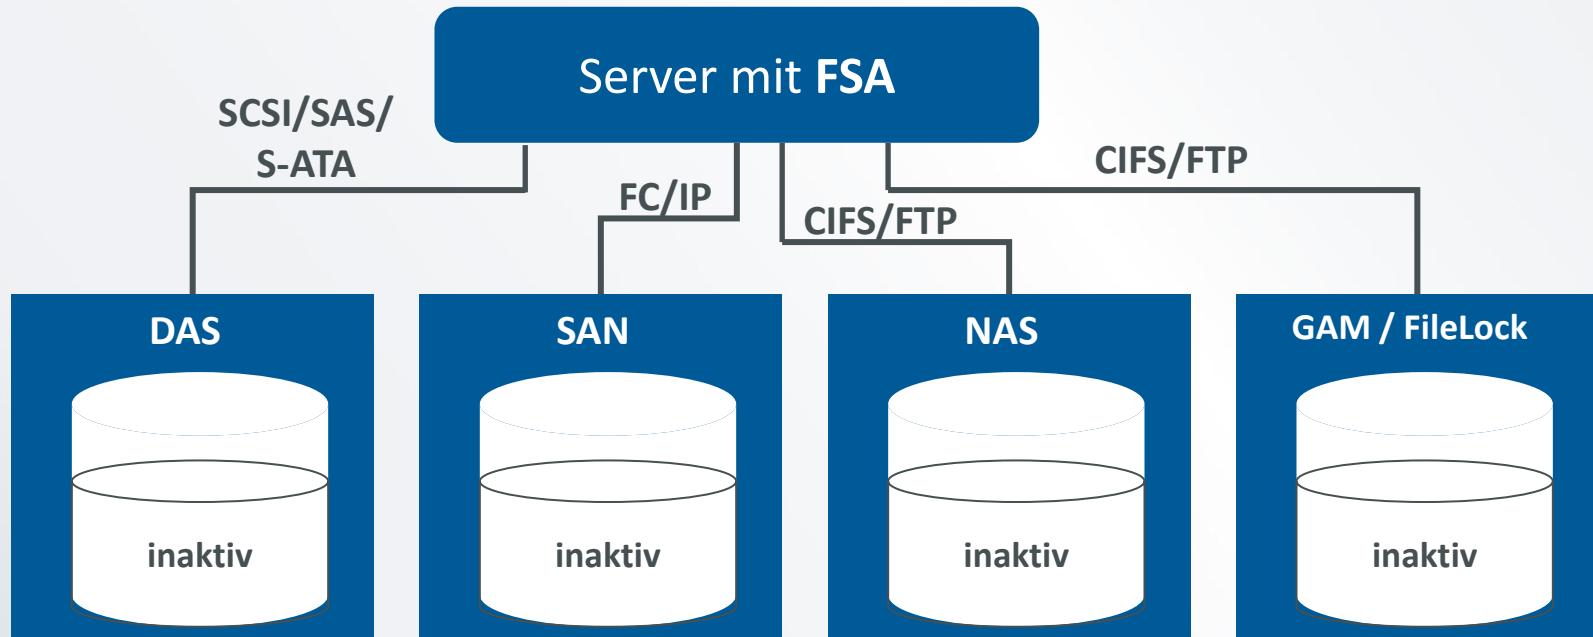 Server mit FSA
SCSI/SAS/
S-ATA
FC/IP
CIFS/FTP
CIFS/FTP
DAS
SAN
NAS
GAM / FileLock
inaktiv
inaktiv
inaktiv
inaktiv